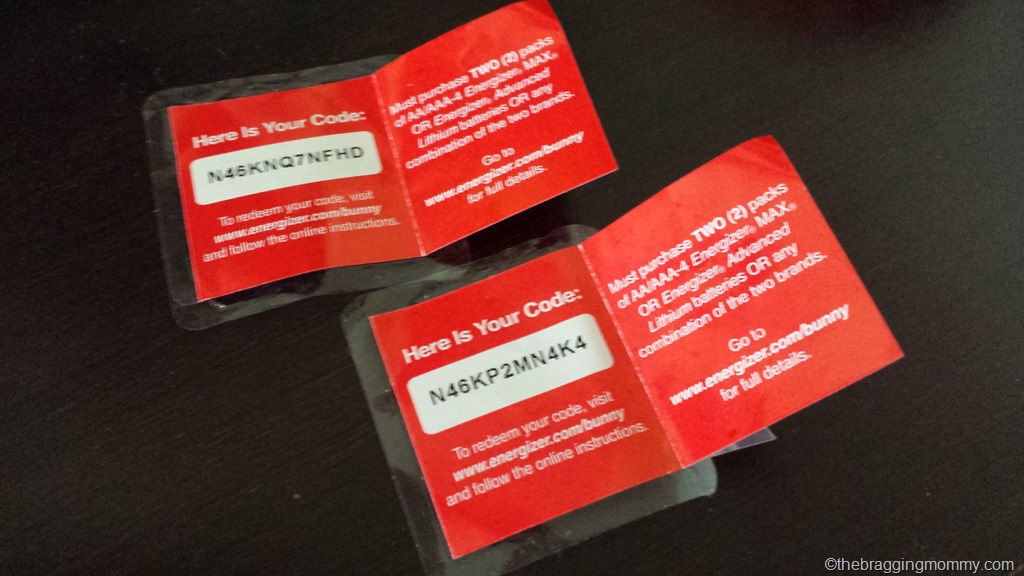 Here Is Your Code:
N46KNQ7NFHD
To redeem your code, visit
www.energizer.com/bunny
and follow the online instructions.
Must purchase TWO (2) packs
of AA/AAA-4 Energizer® MAX®
OR Energizer® Advanced
Lithium batteries OR any
combination of the two brands.
Go to
www.energizer.com/bunny
for full details.
Here Is Your Code:
N46KP2MN4K4
To redeem your code, visit
www.energizer.com/bunny
and follow the online instructions.
Must purchase TWO (2) packs
of AA/AAA-4 Energizer® MAX®
OR Energizer® Advanced
Lithium batteries OR any
combination of the two brands.
Go to
www.energizer.com/bunny
for full details.
©thebraggingmommy.com